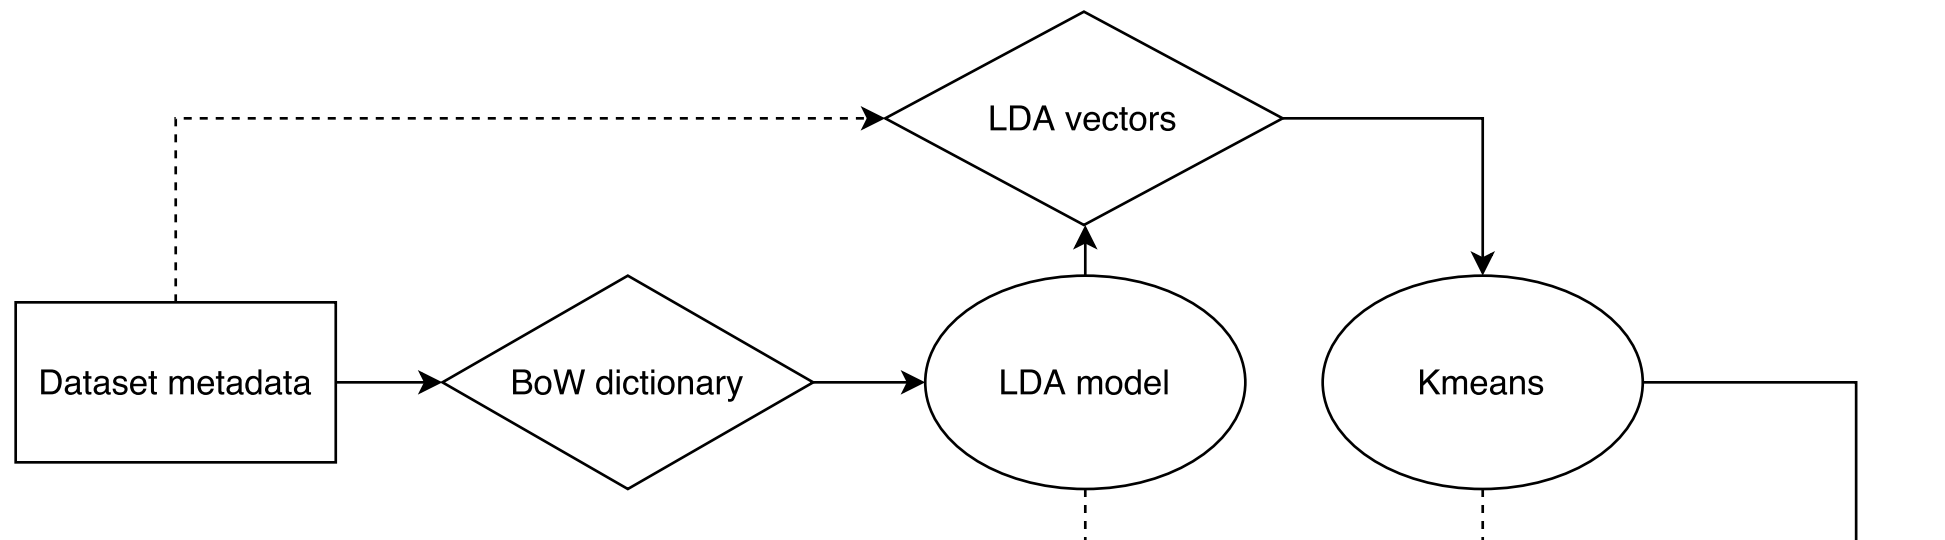 LDA vectors
Dataset metadata
BoW dictionary
LDA model
Kmeans